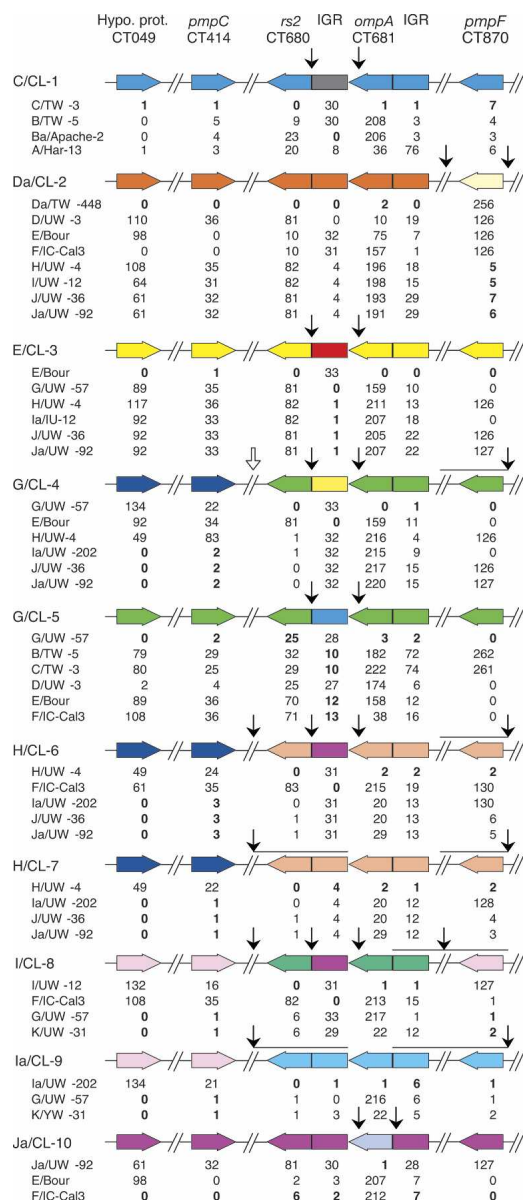 Hypo. prot. pmpC rs2 IGR ompA IGR pmpF
CT049 CT414 CT680 CT681 CT870
C/CL-1
C/TW -3 1 1 0 30 1 1 7
B/TW -5 0 5 9 30 208 3 4
Ba/Apache-2 0 4 23 0 206 3 3
A/Har-13 1 3 20 8 36 76 6
Da/CL-2
Da/TW -448 0 0 0 0 2 0 256
D/UW -3 110 36 81 0 10 19 126
E/Bour 98 0 10 32 75 7 126
F/IC-Cal3 0 0 10 31 157 1 126
H/UW -4 108 35 82 4 196 18 5
I/UW -12 64 31 82 4 198 15 5
J/UW -36 61 32 81 4 193 29 7
Ja/UW -92 61 32 81 4 191 29 6
E/CL-3
E/Bour 0 1 0 33 0 0 0
G/UW -57 89 35 81 0 159 10 0
H/UW -4 117 36 82 1 211 13 126
Ia/IU-12 92 33 82 1 207 18 0
J/UW -36 92 33 81 1 205 22 126
Ja/UW -92 92 33 81 1 207 22 127
G/CL-4
G/UW -57 134 22 0 33 0 1 0
E/Bour 92 34 81 0 159 11 0
H/UW-4 49 83 1 32 216 4 126
Ia/UW -202 0 2 1 32 215 9 0
J/UW -36 0 2 0 32 217 15 126
Ja/UW -92 0 2 0 32 220 15 127
G/CL-5
G/UW -57 0 2 25 28 3 2 0
B/TW -5 79 29 32 10 182 72 262
C/TW -3 80 25 29 10 222 74 261
D/UW -3 2 4 25 27 174 6 0
E/Bour 89 36 70 12 158 12 0
F/IC-Cal3 108 36 71 13 38 16 0
H/CL-6
H/UW -4 49 24 0 31 2 2 2
F/IC-Cal3 61 35 83 0 215 19 130
Ia/UW -202 0 3 0 31 20 13 130
J/UW -36 0 3 1 31 20 13 6
Ja/UW -92 0 3 1 31 29 13 5
H/CL-7
H/UW -4 49 22 0 4 2 1 2
Ia/UW -202 0 1 0 4 20 12 128
J/UW -36 0 1 1 4 20 12 4
Ja/UW -92 0 1 1 4 29 12 3
I/CL-8
I/UW -12 132 16 0 31 1 1 127
F/IC-Cal3 108 35 82 0 213 15 1
G/UW -57 0 1 6 33 217 1 1
K/UW -31 0 1 6 29 22 12 2
Ia/CL-9
Ia/UW -202 134 21 0 1 1 6 1
G/UW -57 0 1 1 0 216 6 1
K/YW -31 0 1 1 3 22 5 2
Ja/CL-10
Ja/UW -92 61 32 81 30 1 28 127
E/Bour 98 0 2 3 207 7 0
F/IC-Cal3 0 0 6 2 212 7 0